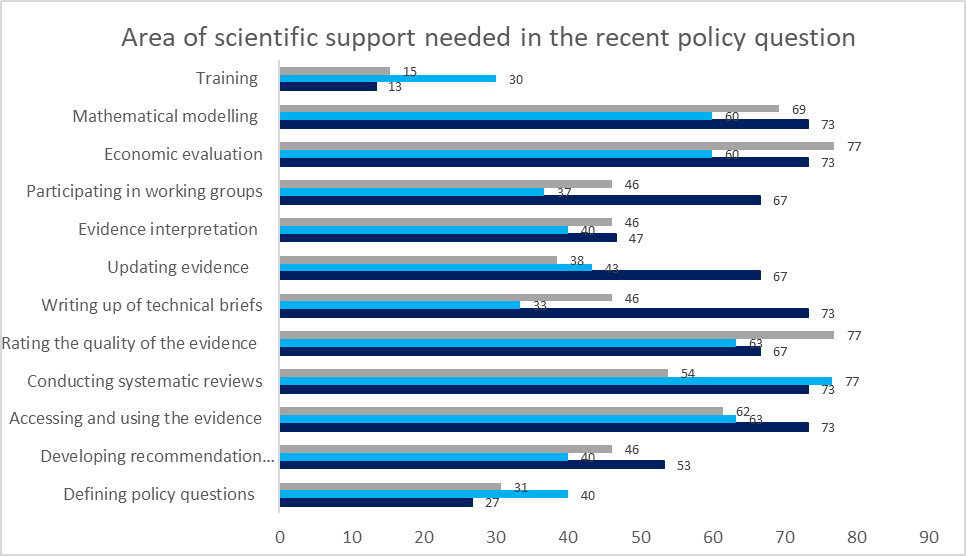 Area of scientific support needed in the recent policy question
Training
15
30
13
Mathematical modelling
69
60
73
Economic evaluation
77
60
73
Participating in working groups
46
37
67
Evidence interpretation
46
40
47
Updating evidence
38
43
67
Writing up of technical briefs
46
33
73
Rating the quality of the evidence
77
63
67
Conducting systematic reviews
54
77
73
Accessing and using the evidence
62
63
73
Developing recommendation...
46
40
53
Defining policy questions
31
40
27
0 10 20 30 40 50 60 70 80 90